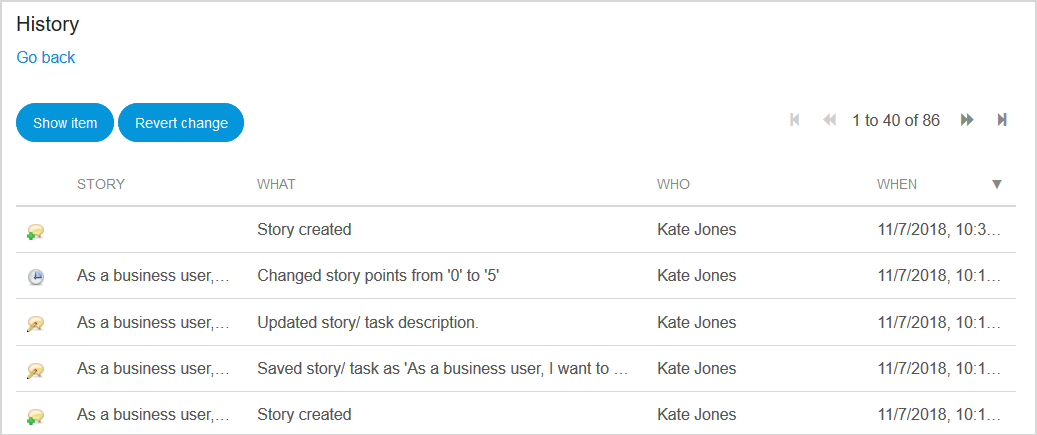 History
Go back
Show item Revert change 1 to 40 of 86
STORY WHAT WHO WHEN ▼
Story created Kate Jones 11/7/2018, 10:3...
As a business user,... Changed story points from '0' to '5' Kate Jones 11/7/2018, 10:1...
As a business user,... Updated story/ task description. Kate Jones 11/7/2018, 10:1...
As a business user,... Saved story/ task as 'As a business user, I want to ... Kate Jones 11/7/2018, 10:1...
As a business user,... Story created Kate Jones 11/7/2018, 10:1...